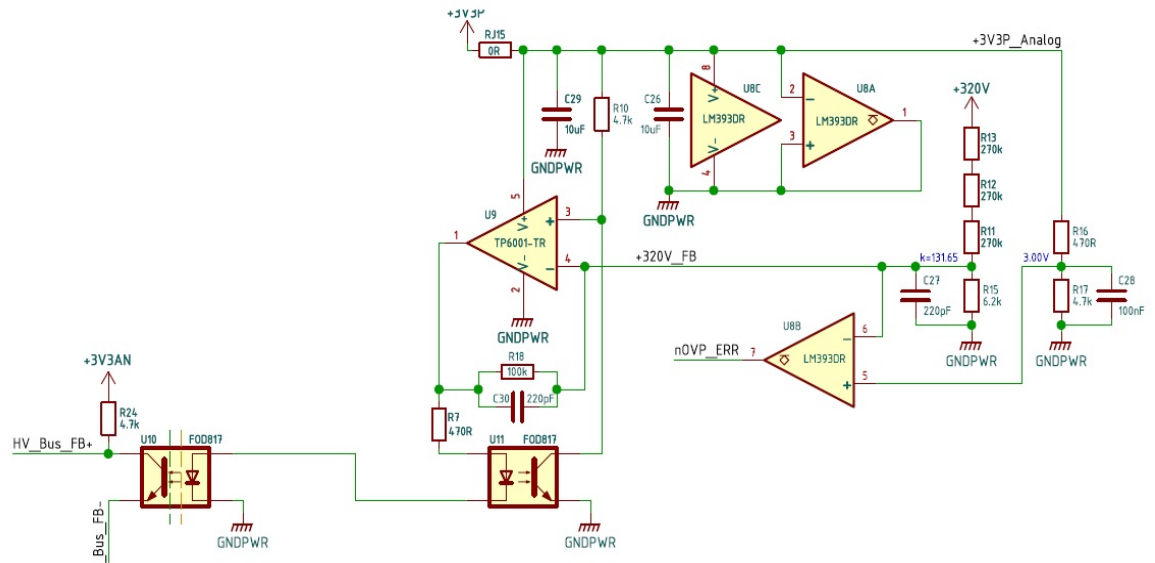 +3V3P
RJ15
0R
+3V3P_Analog
C29
10uF
R10
4.7k
C26
10uF
8
V+
U8C
LM393DR
V-
4
U8A
2
LM393DR
1
3
+320V
R13
270k
R12
270k
R11
270k
GNDPWR
GNDPWR
5
U9
V+
3
1
TP6001-TR
4
V-
2
GNDPWR
+320V_FB
k=131.65
3.00V
R16
470R
C27
220pF
R15
6.2k
R17
4.7k
C28
100nF
GNDPWR
GNDPWR
U8B
6
nOVP_ERR
7
LM393DR
5
R18
100k
C30
220pF
+3V3AN
R24
4.7k
R7
470R
HV_Bus_FB+
U10
FOD817
U11
FOD817
_Bus_FB-
GNDPWR
GNDPWR